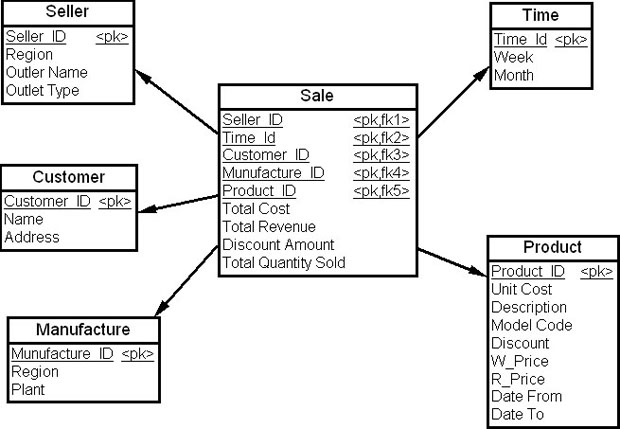 Seller
Seller_ID <pk>
Region
Outler Name
Outlet Type
Time
Time_Id <pk>
Week
Month
Sale
Seller_ID <pk,fk1>
Time_Id <pk,fk2>
Customer_ID <pk,fk3>
Munufacture_ID <pk,fk4>
Product_ID <pk,fk5>
Total Cost
Total Revenue
Discount Amount
Total Quantity Sold
Customer
Customer_ID <pk>
Name
Address
Manufacture
Munufacture_ID <pk>
Region
Plant
Product
Product_ID <pk>
Unit Cost
Description
Model Code
Discount
W_Price
R_Price
Date From
Date To